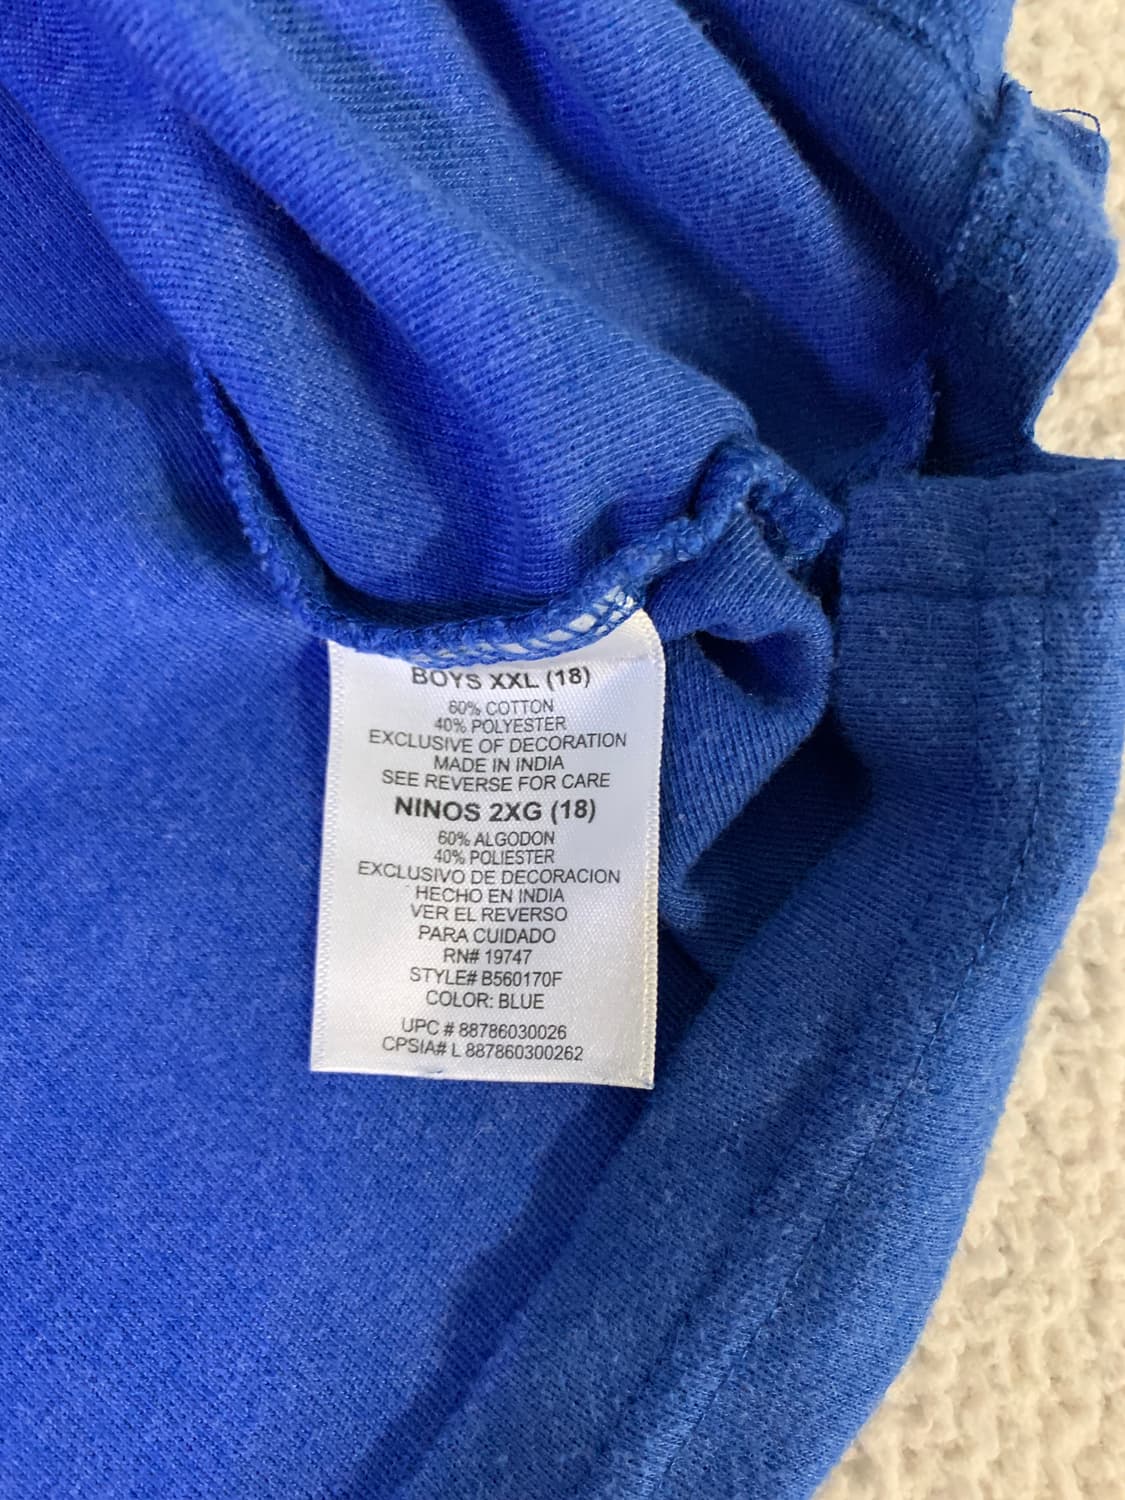 BOYS XXL (18)
60% COTTON
40% POLYESTER
EXCLUSIVE OF DECORATION
MADE IN INDIA
SEE REVERSE FOR CARE
NINOS 2XG (18)
60% ALGODON
40% POLIESTER
EXCLUSIVO DE DECORACION
HECHO EN INDIA
VER EL REVERSO
PARA CUIDADO
RN# 19747
STYLE# B560170F
COLOR: BLUE
UPC # 88786030026
CPSIA# L 887860300262